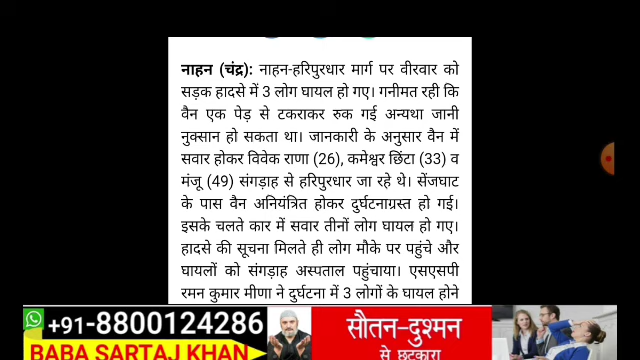 नाहन (चंद्र): नाहन-हरिपुरधार मार्ग पर वीरवार को
सड़क हादसे में 3 लोग घायल हो गए। गनीमत रही कि
वैन एक पेड़ से टकराकर रुक गई अन्यथा जानी
नुक्सान हो सकता था। जानकारी के अनुसार वैन में
सवार होकर विवेक राणा (26), कमेश्वर छिंटा (33) व
मंजू (49) संगड़ाह से हरिपुरधार जा रहे थे। सेंजघाट
के पास वैन अनियंत्रित होकर दुर्घटनाग्रस्त हो गई।
इसके चलते कार में सवार तीनों लोग घायल हो गए।
हादसे की सूचना मिलते ही लोग मौके पर पहुंचे और
घायलों को संगड़ाह अस्पताल पहुंचाया। एसएसपी
रमन कुमार मीणा ने दुर्घटना में 3 लोगों के घायल होने
+91-8800124286
BABA SARTAJ KHAN
सौतन-दुश्मन
से छुटकारा